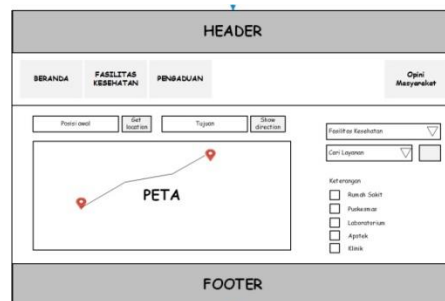 HEADER
BERANDA
FASILITAS
KESEHATAN
PENGADUAN
Opini
Masyarakat
Posisi awal
Get
location
Tujuan
Show
direction
Fasilitas Kesehatan
Cari Layanan
PETA
Keterangan
Rumah Sakit
Puskesmas
Laboratorium
Apotek
Klinik
FOOTER